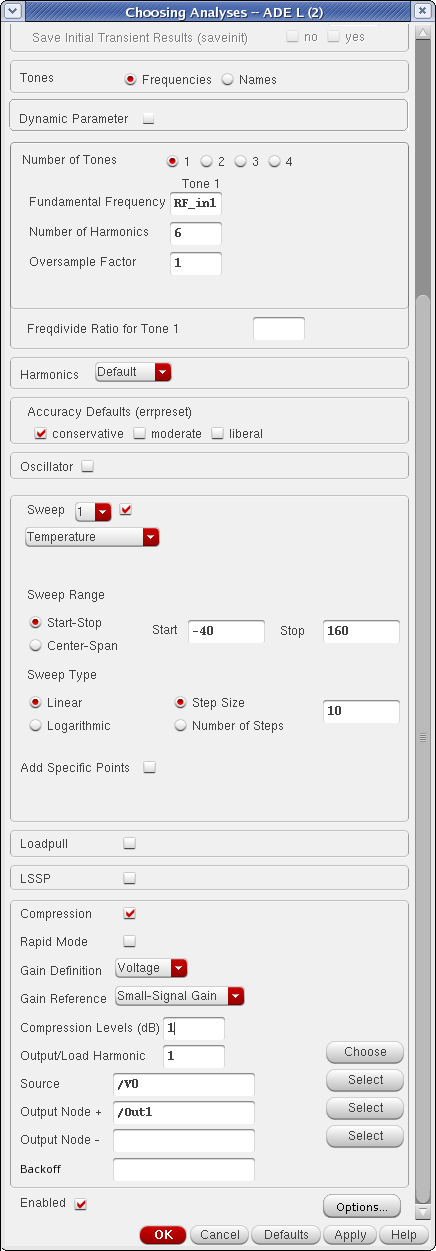 Choosing Analyses -- ADE L (2)
Save Initial Transient Results (saveinit) no yes
Tones Frequencies Names
Dynamic Parameter
Number of Tones 1 2 3 4
Tone 1
Fundamental Frequency RF_in1
Number of Harmonics 6
Oversample Factor 1
Freqdivide Ratio for Tone 1
Harmonics Default
Accuracy Defaults (errpreset)
conservative moderate liberal
Oscillator
Sweep 1
Temperature
Sweep Range
Start-Stop Start -40 Stop 160
Center-Span
Sweep Type
Linear Step Size 10
Logarithmic Number of Steps
Add Specific Points
Loadpull
LSSP
Compression
Rapid Mode
Gain Definition Voltage
Gain Reference Small-Signal Gain
Compression Levels (dB) 1
Output/Load Harmonic 1 Choose
Source /V0 Select
Output Node + /Out1 Select
Output Node - Select
Backoff
Enabled Options...
OK Cancel Defaults Apply Help